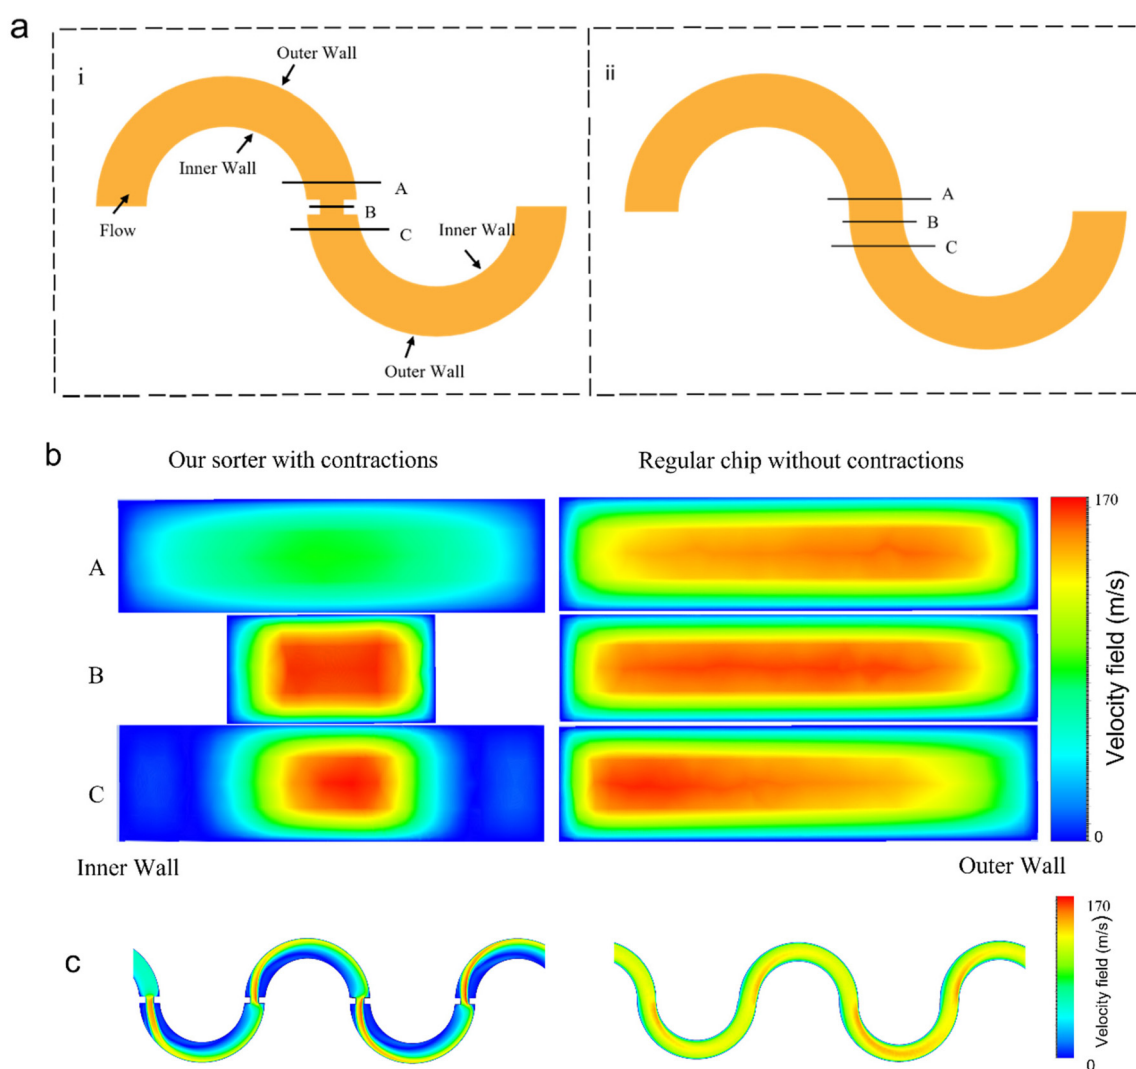 a
i
Outer Wall
Inner Wall
A
B
C
Flow
Inner Wall
Outer Wall
ii
A
B
C
b
Our sorter with contractions
Regular chip without contractions
A
B
C
170
Velocity field (m/s)
0
Inner Wall
Outer Wall
c
170
Velocity field (m/s)
0